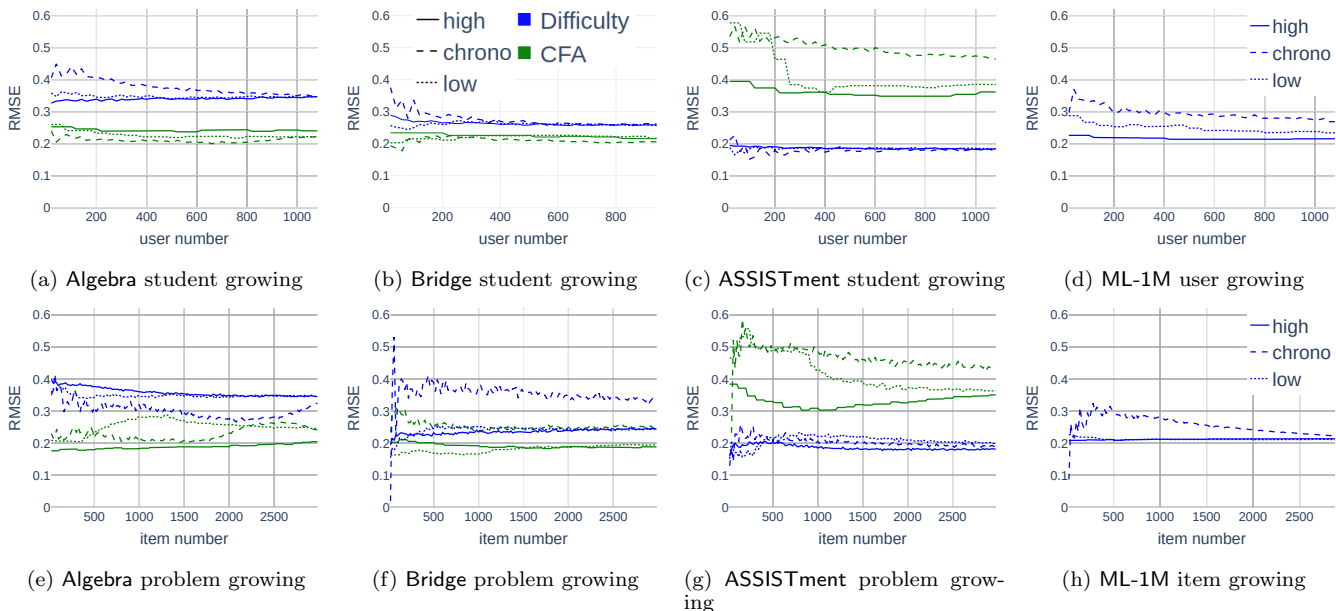 0.6
0.5
0.4
0.3
0.2
0.1
0
RMSE
200
400
600
800
1000
user number
(a) Algebra student growing
0.6
0.5
0.4
0.3
0.2
0.1
0
RMSE
high
chrono
low
Difficulty
CFA
200
400
600
800
user number
(b) Bridge student growing
0.6
0.5
0.4
0.3
0.2
0.1
0
RMSE
200
400
600
800
1000
user number
(c) ASSISTment student growing
0.6
0.5
0.4
0.3
0.2
0.1
0
RMSE
high
chrono
low
200
400
600
800
1000
user number
(d) ML-1M user growing
0.6
0.5
0.4
0.3
0.2
0.1
0
RMSE
500
1000
1500
2000
2500
item number
(e) Algebra problem growing
0.6
0.5
0.4
0.3
0.2
0.1
0
RMSE
500
1000
1500
2000
2500
item number
(f) Bridge problem growing
0.6
0.5
0.4
0.3
0.2
0.1
0
RMSE
500
1000
1500
2000
2500
item number
(g) ASSISTment problem grow-
ing
0.6
0.5
0.4
0.3
0.2
0.1
0
RMSE
high
chrono
low
500
1000
1500
2000
2500
item number
(h) ML-1M item growing